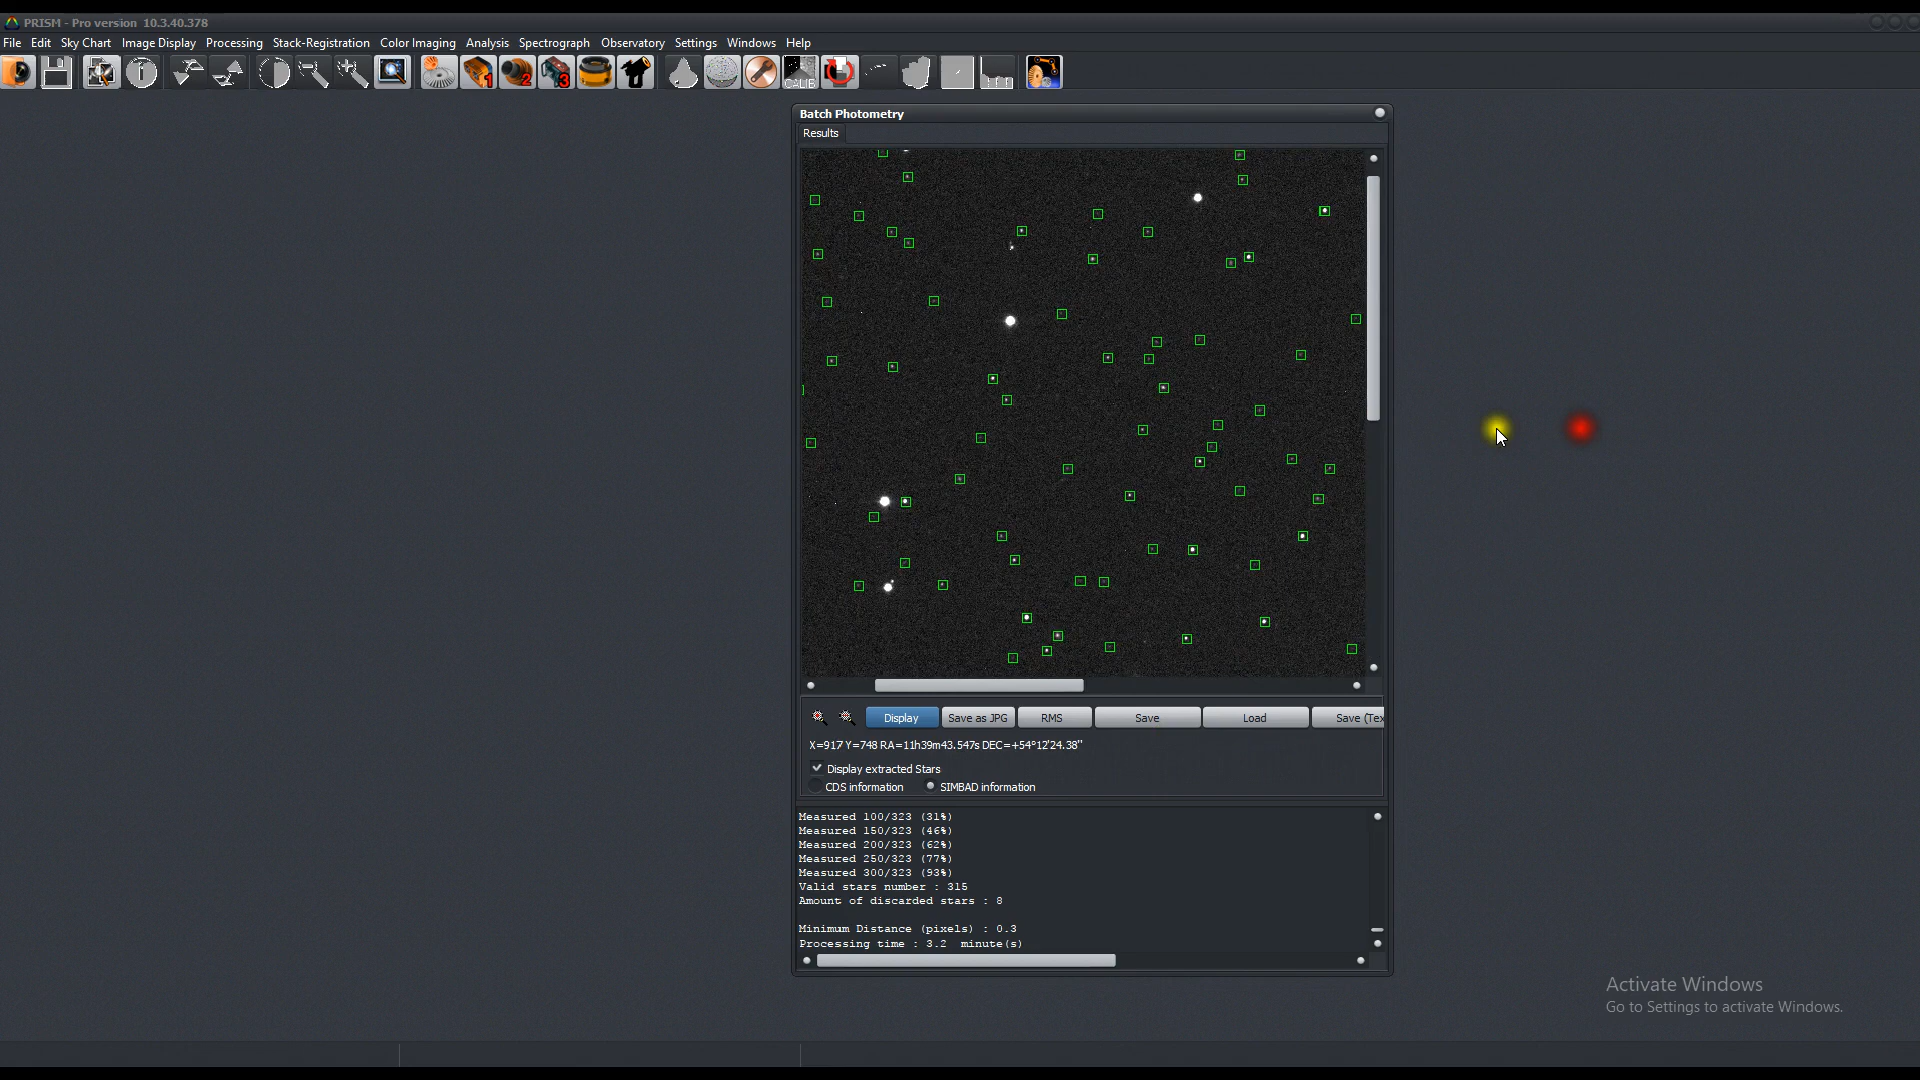 PRISM - Pro version 10.3.40.378
File Edit Sky Chart Image Display Processing Stack-Registration Color Imaging Analysis Spectrograph Observatory Settings Windows Help
1 2 3 CALIB
Batch Photometry
Results
Display Save as JPG RMS Save Load Save (Tex
X=917 Y=748 RA=11h39m43.547s DEC=+54°12'24.38"
Display extracted Stars
CDS information SIMBAD information
Measured 100/323 (31%)
Measured 150/323 (46%)
Measured 200/323 (62%)
Measured 250/323 (77%)
Measured 300/323 (93%)
Valid stars number : 315
Amount of discarded stars : 8
Minimum Distance (pixels) : 0.3
Processing time : 3.2 minute(s)
Activate Windows
Go to Settings to activate Windows.